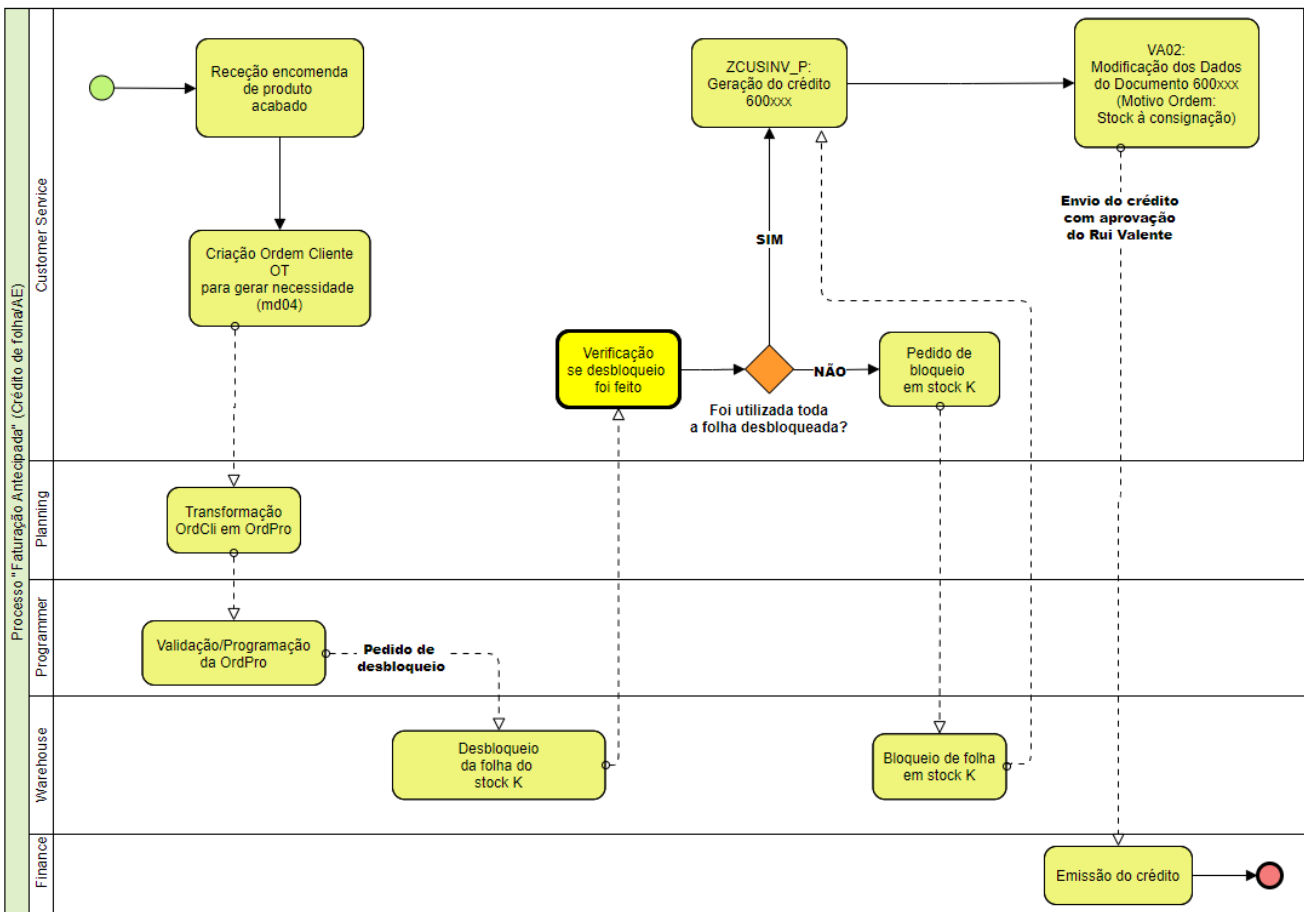 Processo "Faturação Antecipada" (Crédito de folha/AE)
Customer Service
Receção encomenda
de produto
acabado
ZCUSINV_P:
Geração do crédito
600xxx
VA02:
Modificação dos Dados
do Documento 600xxx
(Motivo Ordem:
Stock à consignação)
Criação Ordem Cliente
OT
para gerar necessidade
(md04)
SIM
Envio do crédito
com aprovação
do Rui Valente
Verificação
se desbloqueio
foi feito
NÃO
Pedido de
bloqueio
em stock K
Foi utilizada toda
a folha desbloqueada?
Planning
Transformação
OrdCli em OrdPro
Programmer
Validação/Programação
da OrdPro
Pedido de
desbloqueio
Warehouse
Desbloqueio
da folha do
stock K
Bloqueio de folha
em stock K
Finance
Emissão do crédito